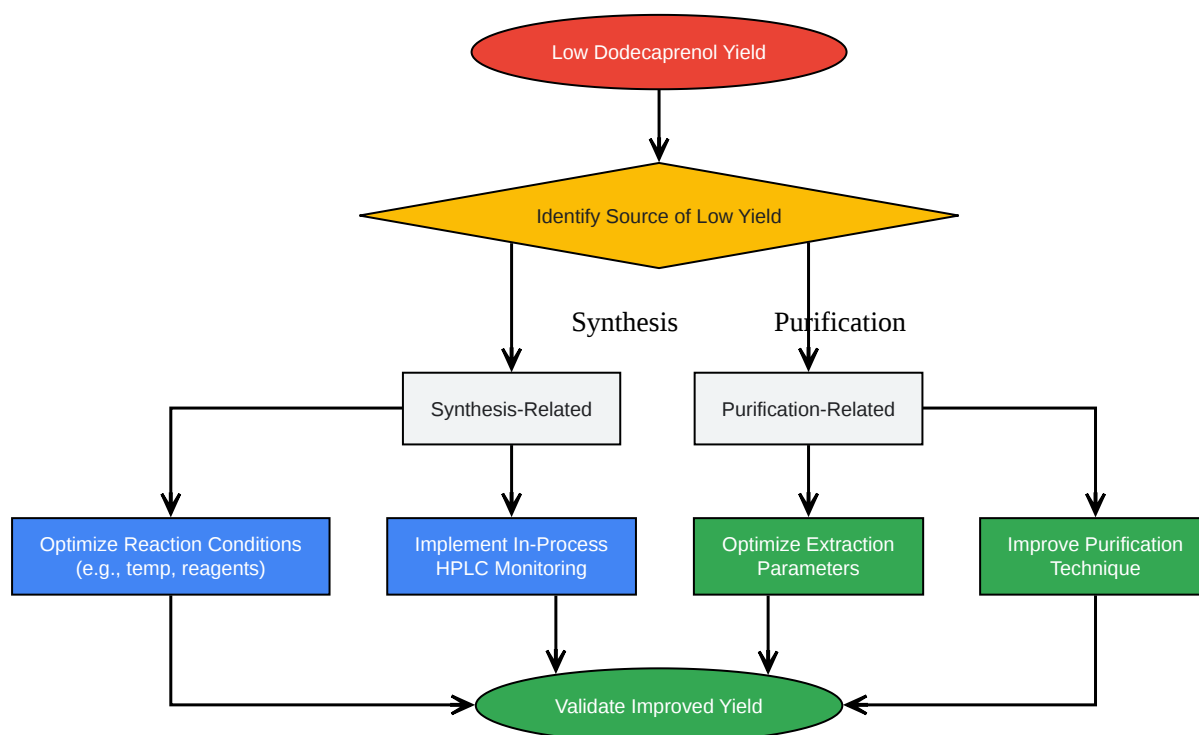 Low Dodecaprenol Yield
Identify Source of Low Yield
Synthesis
Purification
Synthesis-Related
Purification-Related
Optimize Reaction Conditions
(e.g., temp, reagents)
Implement In-Process
HPLC Monitoring
Optimize Extraction
Parameters
Improve Purification
Technique
Validate Improved Yield